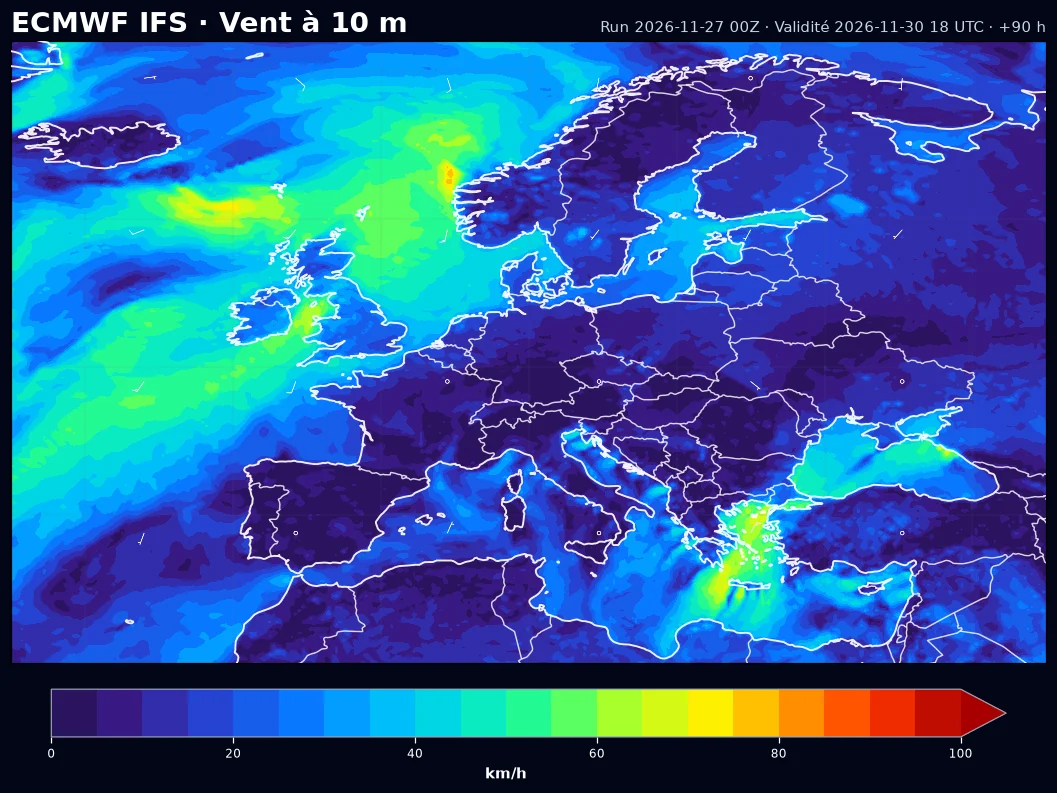 ECMWF IFS · Vent à 10 m
Run 2026-11-27 00Z · Validité 2026-11-30 18 UTC · +90 h
0 20 40 60 80 100
km/h